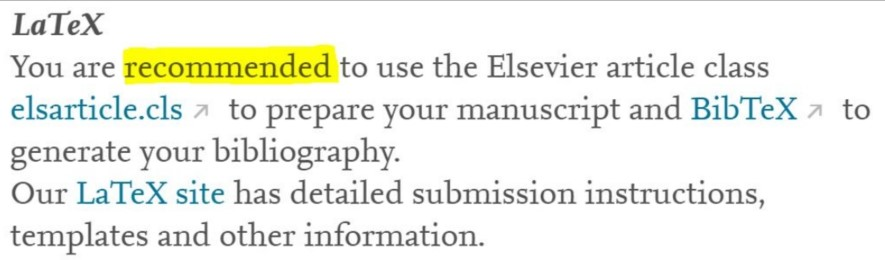 LaTeX
You are recommended to use the Elsevier article class
elsarticle.cls ↗ to prepare your manuscript and BibTeX ↗ to
generate your bibliography.
Our LaTeX site has detailed submission instructions,
templates and other information.